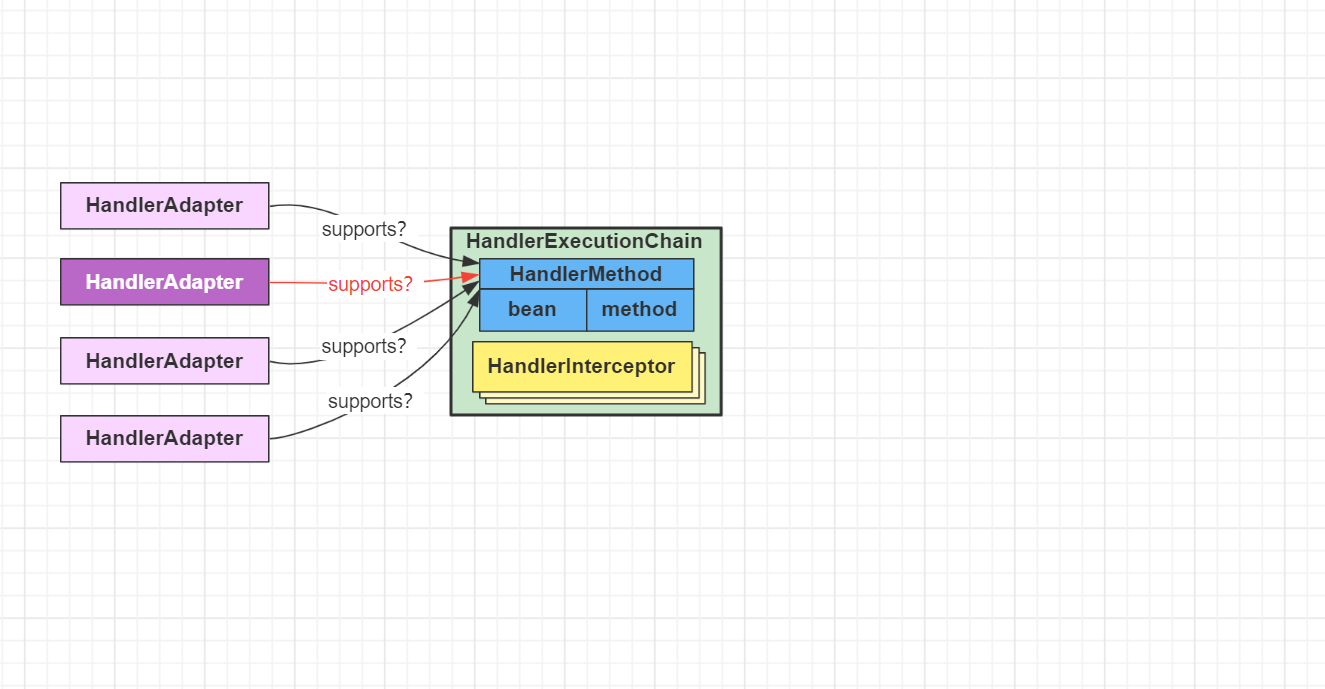 HandlerAdapter
supports?
HandlerAdapter
supports?
HandlerAdapter
supports?
HandlerAdapter
supports?
HandlerExecutionChain
HandlerMethod
bean
method
HandlerInterceptor